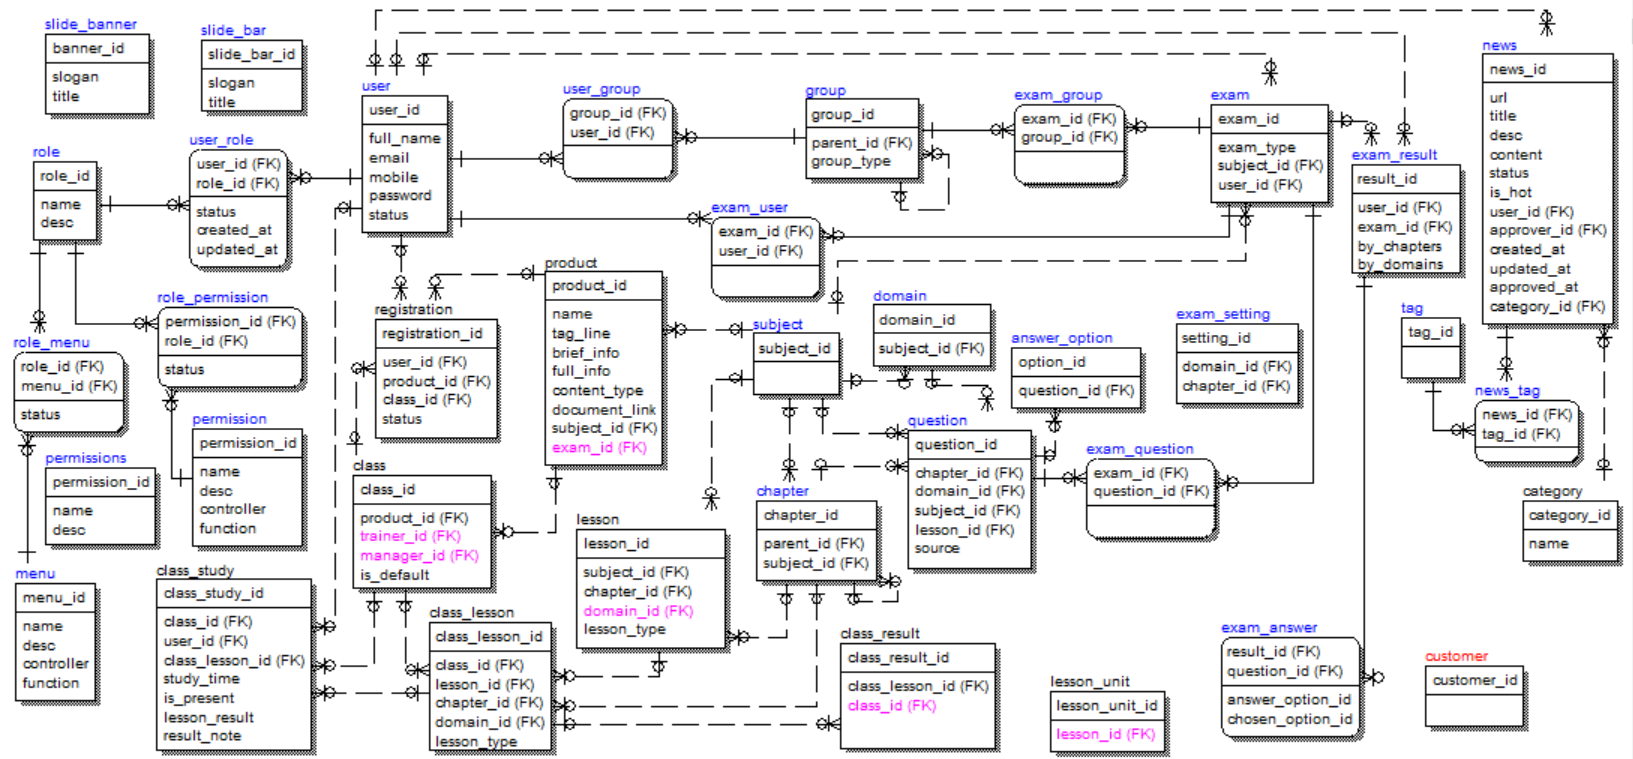 slide_banner
banner_id
slogan
title
slide_bar
slide_bar_id
slogan
title
role
role_id
name
desc
user_role
user_id (FK)
role_id (FK)
status
created_at
updated_at
user
user_id
full_name
email
mobile
password
status
user_group
group_id (FK)
user_id (FK)
group
group_id
parent_id (FK)
group_type
exam_group
exam_id (FK)
group_id (FK)
exam
exam_id
exam_type
subject_id (FK)
user_id (FK)
exam_result
result_id
user_id (FK)
exam_id (FK)
by_chapters
by_domains
news
news_id
url
title
desc
content
status
is_hot
user_id (FK)
approver_id (FK)
created_at
updated_at
approved_at
category_id (FK)
exam_user
exam_id (FK)
user_id (FK)
role_permission
permission_id (FK)
role_id (FK)
status
role_menu
role_id (FK)
menu_id (FK)
status
permission
permission_id
name
desc
controller
function
permissions
permission_id
name
desc
menu
menu_id
name
desc
controller
function
registration
registration_id
user_id (FK)
product_id (FK)
class_id (FK)
status
product
product_id
name
tag_line
brief_info
full_info
content_type
document_link
subject_id (FK)
exam_id (FK)
subject
subject_id
domain
domain_id
subject_id (FK)
answer_option
option_id
question_id (FK)
exam_setting
setting_id
domain_id (FK)
chapter_id (FK)
tag
tag_id
news_tag
news_id (FK)
tag_id (FK)
category
category_id
name
question
question_id
chapter_id (FK)
domain_id (FK)
subject_id (FK)
lesson_id (FK)
source
exam_question
exam_id (FK)
question_id (FK)
class
class_id
product_id (FK)
trainer_id (FK)
manager_id (FK)
is_default
lesson
lesson_id
subject_id (FK)
chapter_id (FK)
domain_id (FK)
lesson_type
chapter
chapter_id
parent_id (FK)
subject_id (FK)
class_study
class_study_id
class_id (FK)
user_id (FK)
class_lesson_id (FK)
study_time
is_present
lesson_result
result_note
class_lesson
class_lesson_id
class_id (FK)
lesson_id (FK)
chapter_id (FK)
domain_id (FK)
lesson_type
class_result
class_result_id
class_lesson_id (FK)
class_id (FK)
lesson_unit
lesson_unit_id
lesson_id (FK)
exam_answer
result_id (FK)
question_id (FK)
answer_option_id
chosen_option_id
customer
customer_id